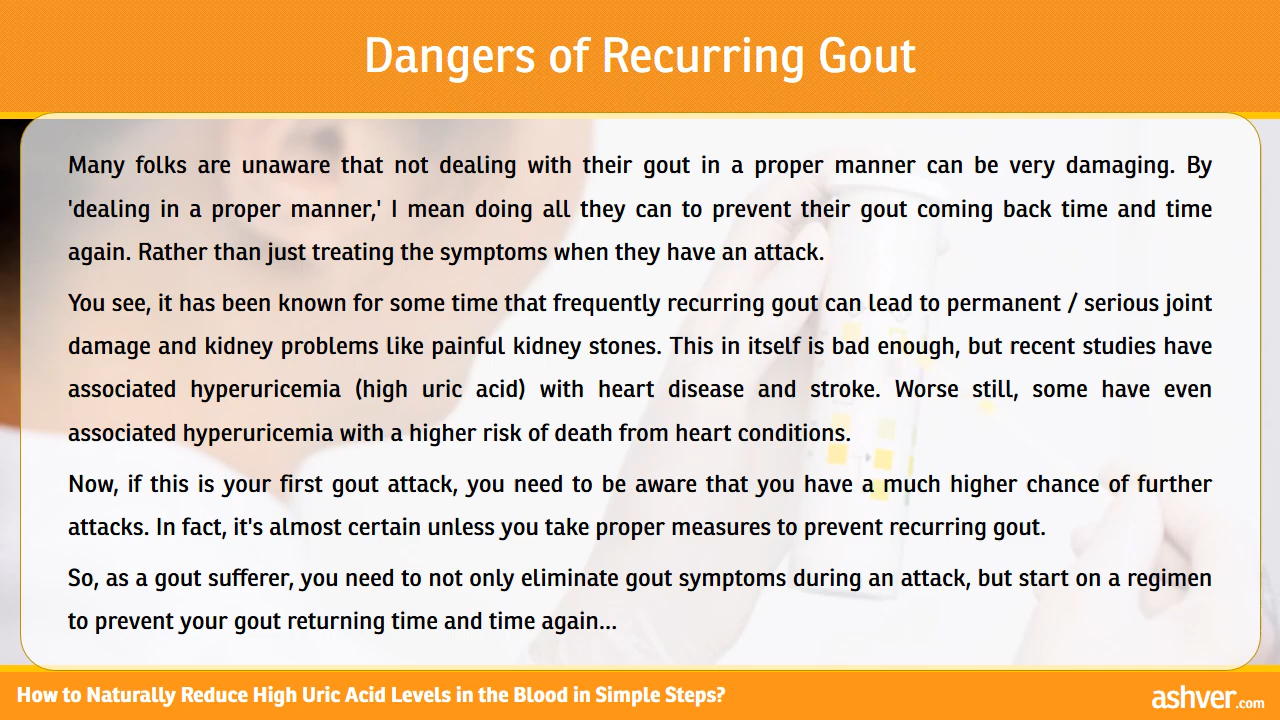 Dangers of Recurring Gout
Many folks are unaware that not dealing with their gout in a proper manner can be very damaging. By
'dealing in a proper manner,' I mean doing all they can to prevent their gout coming back time and time
again. Rather than just treating the symptoms when they have an attack.
You see, it has been known for some time that frequently recurring gout can lead to permanent / serious joint
damage and kidney problems like painful kidney stones. This in itself is bad enough, but recent studies have
associated hyperuricemia (high uric acid) with heart disease and stroke. Worse still, some have even
associated hyperuricemia with a higher risk of death from heart conditions.
Now, if this is your first gout attack, you need to be aware that you have a much higher chance of further
attacks. In fact, it's almost certain unless you take proper measures to prevent recurring gout.
So, as a gout sufferer, you need to not only eliminate gout symptoms during an attack, but start on a regimen
to prevent your gout returning time and time again...
How to Naturally Reduce High Uric Acid Levels in the Blood in Simple Steps?
ashver.com